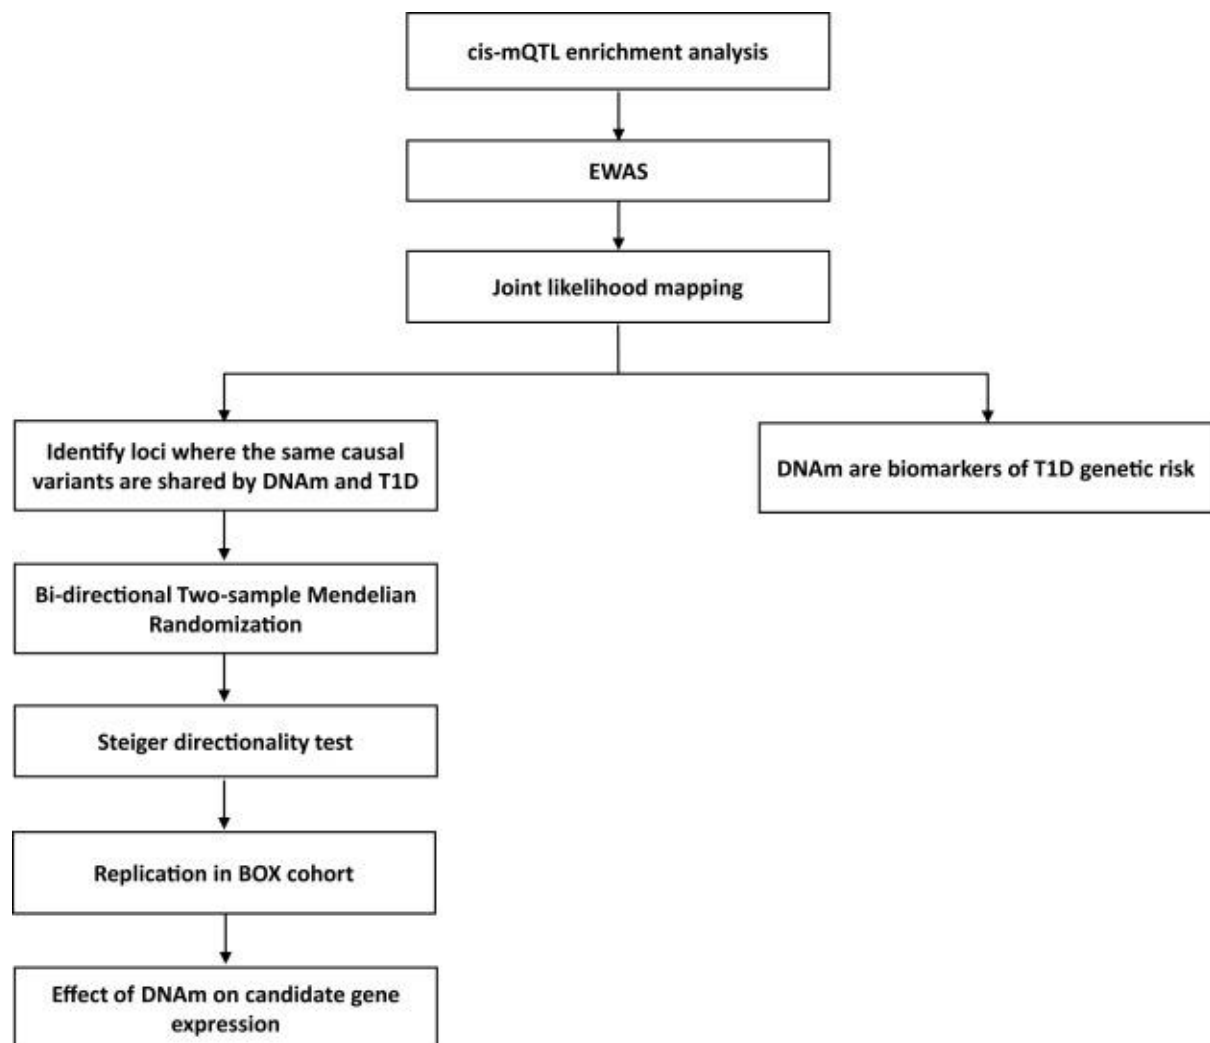 cis-mQTL enrichment analysis
EWAS
Joint likelihood mapping
Identify loci where the same causal
variants are shared by DNAm and T1D
DNAm are biomarkers of T1D genetic risk
Bi-directional Two-sample Mendelian
Randomization
Steiger directionality test
Replication in BOX cohort
Effect of DNAm on candidate gene
expression